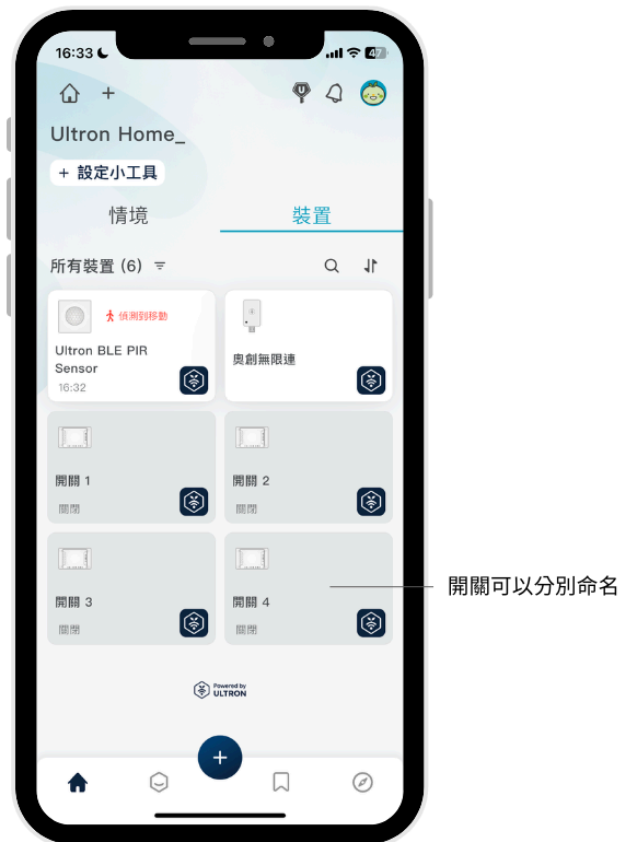 16:33
47
Ultron Home_
+ 設定小工具
情境
裝置
所有裝置 (6)
偵測到移動
Ultron BLE PIR
Sensor
16:32
奧創無限連
開關 1
關閉
開關 2
關閉
開關 3
關閉
開關 4
關閉
開關可以分別命名
Powered by
ULTRON